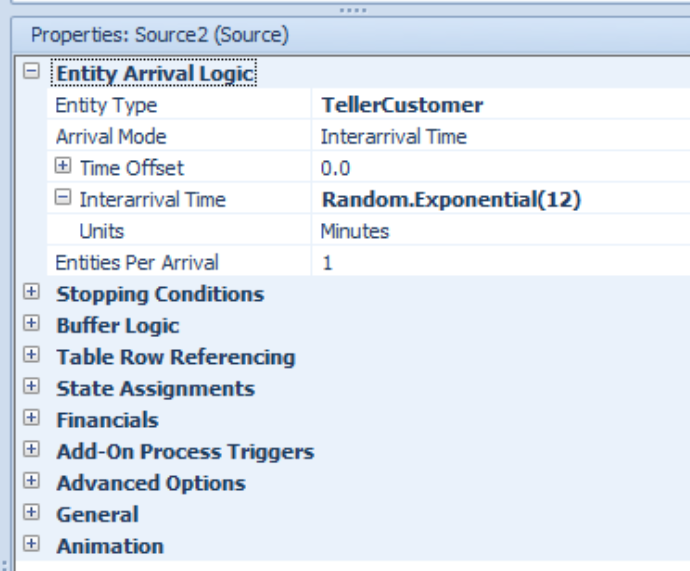 Properties: Source2 (Source)
Entity Arrival Logic
Entity Type TellerCustomer
Arrival Mode Interarrival Time
Time Offset 0.0
Interarrival Time Random.Exponential(12)
Units Minutes
Entities Per Arrival 1
Stopping Conditions
Buffer Logic
Table Row Referencing
State Assignments
Financials
Add-On Process Triggers
Advanced Options
General
Animation